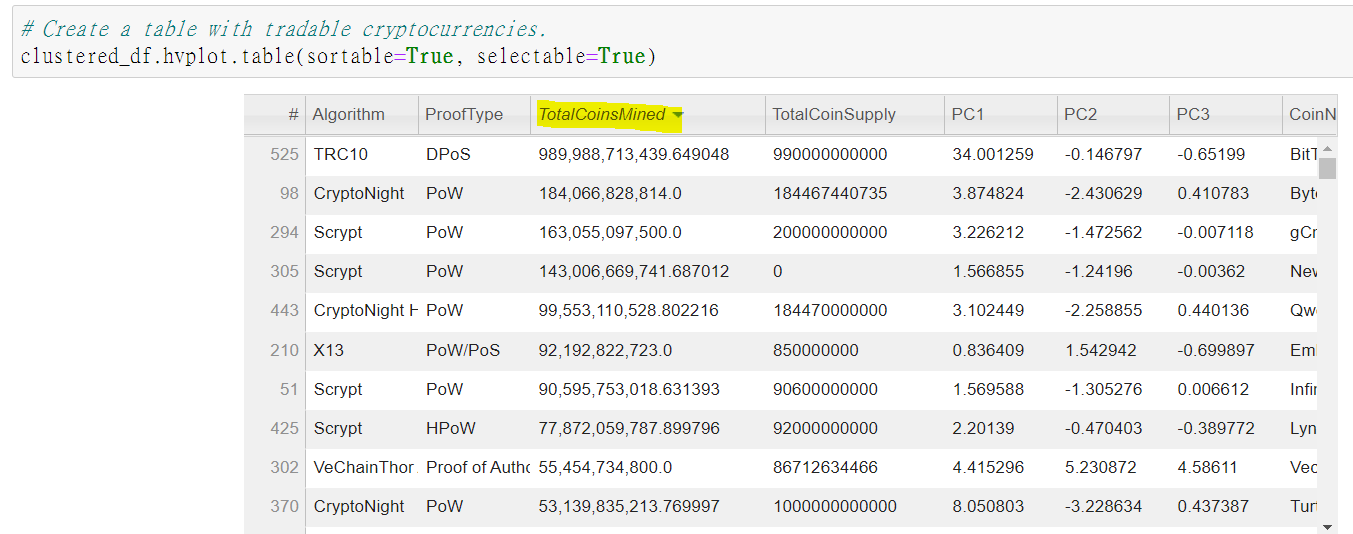 # Create a table with tradable cryptocurrencies.
clustered_df.hvplot.table(sortable=True, selectable=True)
# Algorithm ProofType TotalCoinsMined TotalCoinSupply PC1 PC2 PC3 CoinN
525 TRC10 DPoS 989,988,713,439.649048 990000000000 34.001259 -0.146797 -0.65199 BitT
98 CryptoNight PoW 184,066,828,814.0 184467440735 3.874824 -2.430629 0.410783 Byt
294 Scrypt PoW 163,055,097,500.0 200000000000 3.226212 -1.472562 -0.007118 gCr
305 Scrypt PoW 143,006,669,741.687012 0 1.566855 -1.24196 -0.00362 Nev
443 CryptoNight H PoW 99,553,110,528.802216 184470000000 3.102449 -2.258855 0.440136 Qw
210 X13 PoW/PoS 92,192,822,723.0 850000000 0.836409 1.542942 -0.699897 Em
51 Scrypt PoW 90,595,753,018.631393 90600000000 1.569588 -1.305276 0.006612 Infi
425 Scrypt HPoW 77,872,059,787.899796 92000000000 2.20139 -0.470403 -0.389772 Lyn
302 VeChainThor Proof of Autho 55,454,734,800.0 86712634466 4.415296 5.230872 4.58611 Vec
370 CryptoNight PoW 53,139,835,213.769997 1000000000000 8.050803 -3.228634 0.437387 Turt